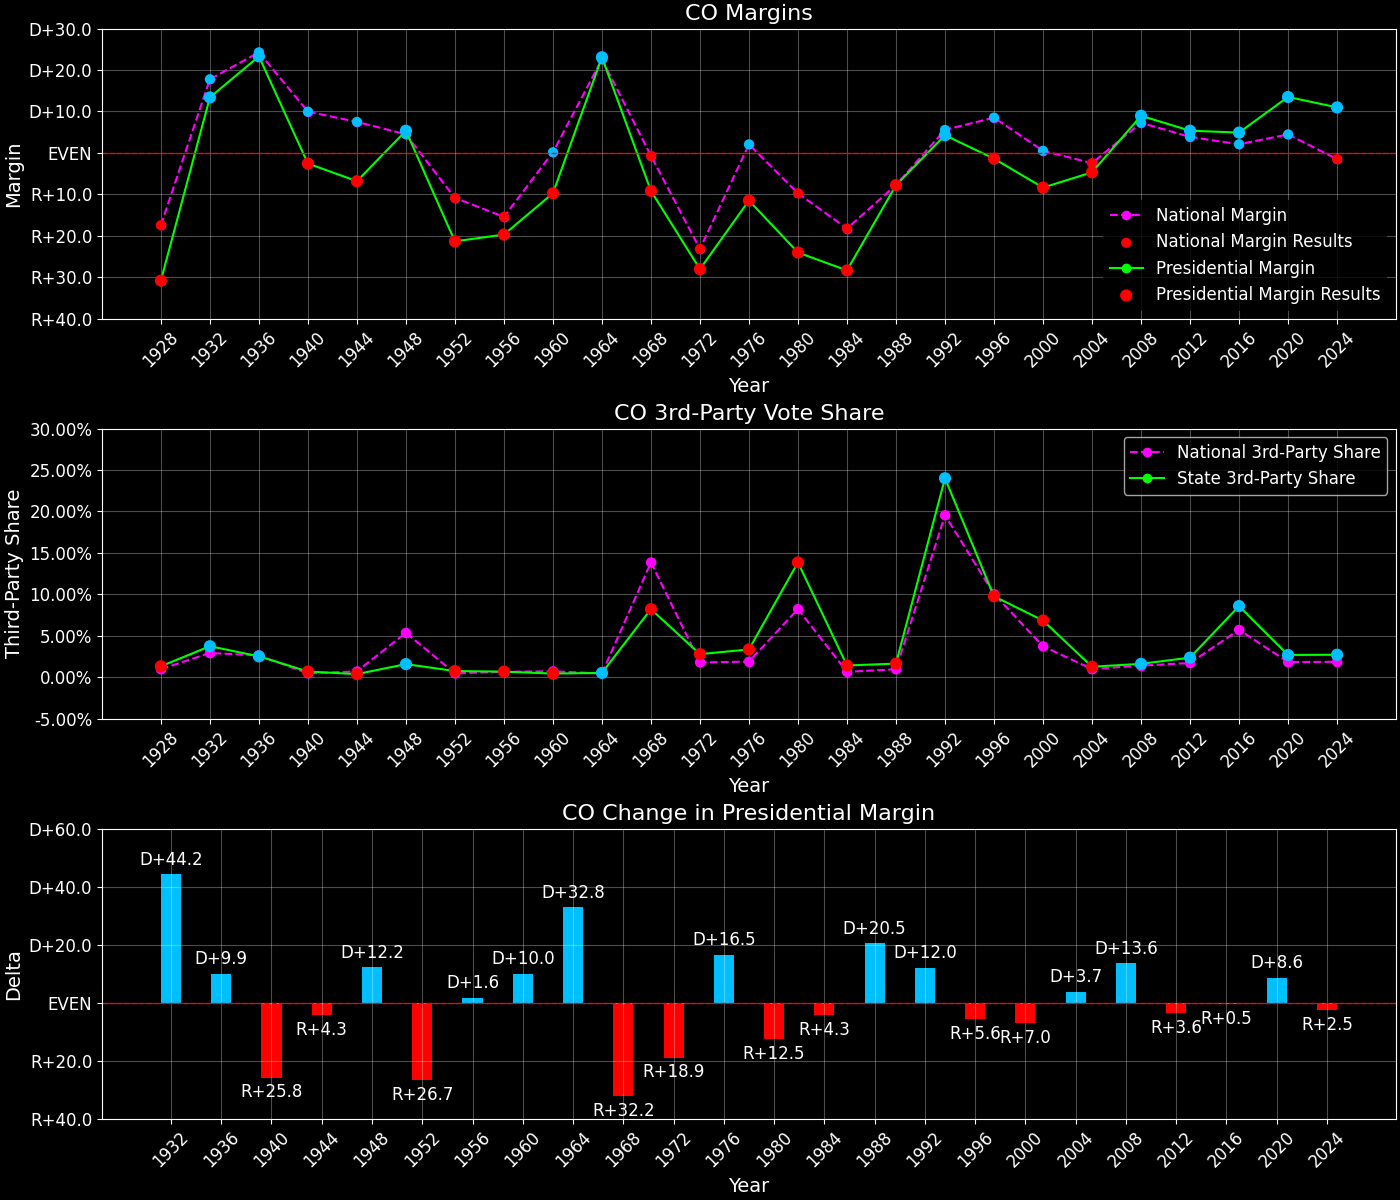 CO Margins
D+30.0
D+20.0
D+10.0
EVEN
R+10.0
R+20.0
R+30.0
R+40.0
Margin
National Margin
National Margin Results
Presidential Margin
Presidential Margin Results
1928 1932 1936 1940 1944 1948 1952 1956 1960 1964 1968 1972 1976 1980 1984 1988 1992 1996 2000 2004 2008 2012 2016 2020 2024
Year
CO 3rd-Party Vote Share
30.00%
25.00%
20.00%
15.00%
10.00%
5.00%
0.00%
-5.00%
Third-Party Share
National 3rd-Party Share
State 3rd-Party Share
1928 1932 1936 1940 1944 1948 1952 1956 1960 1964 1968 1972 1976 1980 1984 1988 1992 1996 2000 2004 2008 2012 2016 2020 2024
Year
CO Change in Presidential Margin
D+60.0
D+40.0
D+20.0
EVEN
R+20.0
R+40.0
Delta
D+44.2
D+9.9
R+25.8
R+4.3
D+12.2
R+26.7
D+1.6
D+10.0
D+32.8
R+32.2
R+18.9
D+16.5
R+12.5
R+4.3
D+20.5
D+12.0
R+5.6
R+7.0
D+3.7
D+13.6
R+3.6
R+0.5
D+8.6
R+2.5
1932 1936 1940 1944 1948 1952 1956 1960 1964 1968 1972 1976 1980 1984 1988 1992 1996 2000 2004 2008 2012 2016 2020 2024
Year